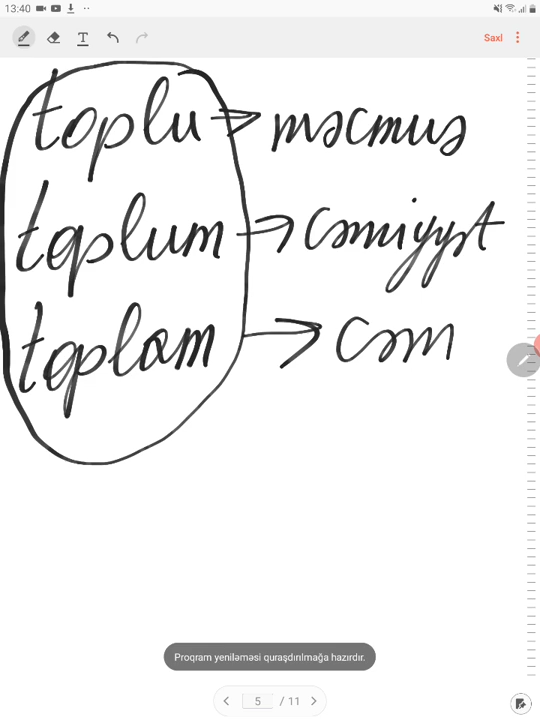 13:40
T
Saxl
toplu → məcmuə
toplum → cəmiyyət
toplam → cəm
Proqram yeniləməsi quraşdırılmağa hazırdır.
5 / 11